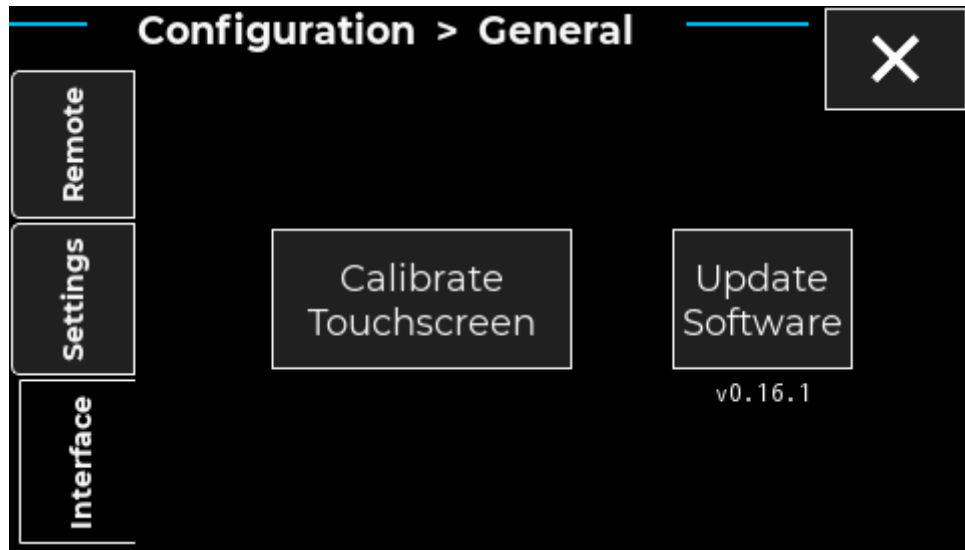 Configuration > General
Remote
Settings
Interface
Calibrate
Touchscreen
Update
Software
v0.16.1